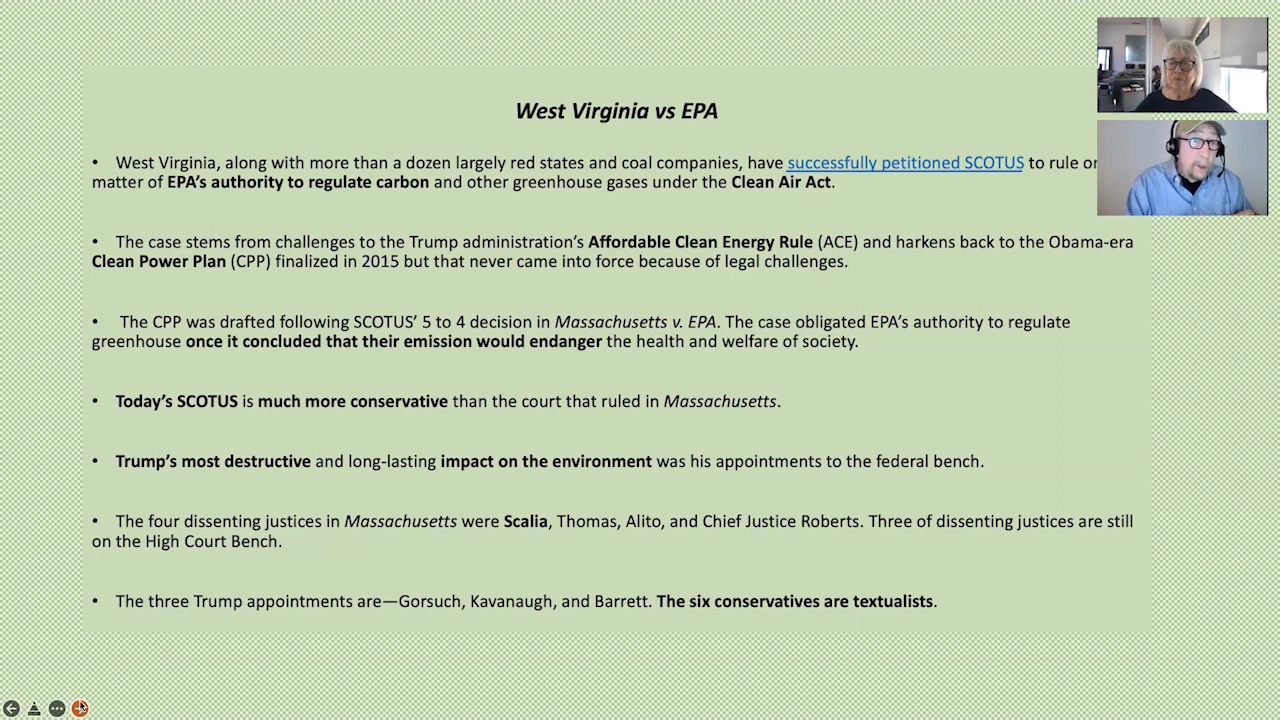 West Virginia vs EPA
• West Virginia, along with more than a dozen largely red states and coal companies, have successfully petitioned SCOTUS to rule
matter of EPA’s authority to regulate carbon and other greenhouse gases under the Clean Air Act.
• The case stems from challenges to the Trump administration’s Affordable Clean Energy Rule (ACE) and harkens back to the Obama-era
Clean Power Plan (CPP) finalized in 2015 but that never came into force because of legal challenges.
• The CPP was drafted following SCOTUS’ 5 to 4 decision in Massachusetts v. EPA. The case obligated EPA’s authority to regulate
greenhouse once it concluded that their emission would endanger the health and welfare of society.
• Today’s SCOTUS is much more conservative than the court that ruled in Massachusetts.
• Trump’s most destructive and long-lasting impact on the environment was his appointments to the federal bench.
• The four dissenting justices in Massachusetts were Scalia, Thomas, Alito, and Chief Justice Roberts. Three of dissenting justices are still
on the High Court Bench.
• The three Trump appointments are—Gorsuch, Kavanaugh, and Barrett. The six conservatives are textualists.